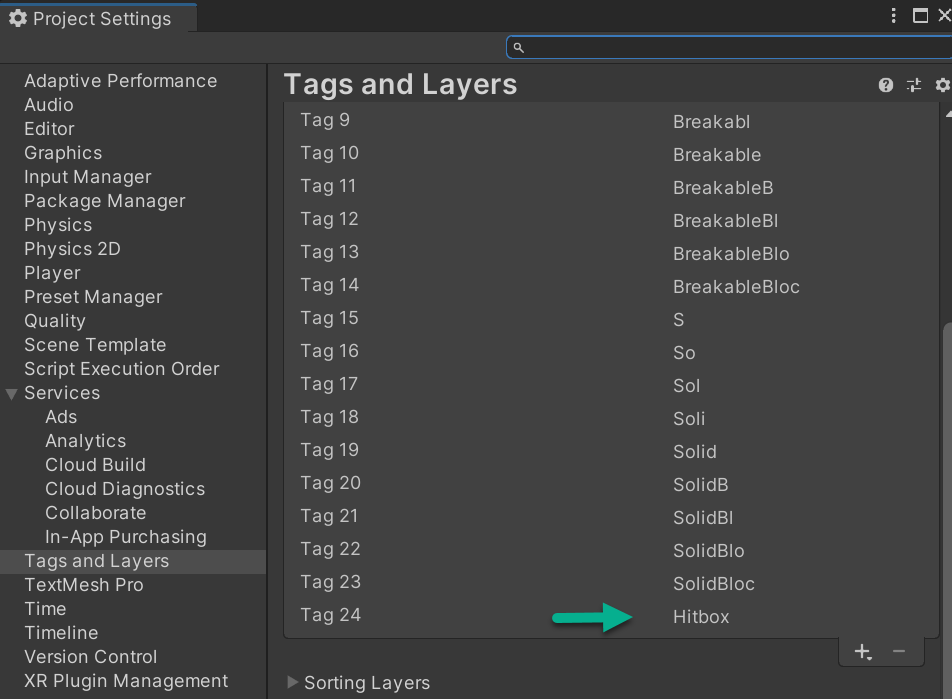 Project Settings
Adaptive Performance
Audio
Editor
Graphics
Input Manager
Package Manager
Physics
Physics 2D
Player
Preset Manager
Quality
Scene Template
Script Execution Order
Services
Ads
Analytics
Cloud Build
Cloud Diagnostics
Collaborate
In-App Purchasing
Tags and Layers
TextMesh Pro
Time
Timeline
Version Control
XR Plugin Management
Tags and Layers
Tag 9 Breakabl
Tag 10 Breakable
Tag 11 BreakableB
Tag 12 BreakableBl
Tag 13 BreakableBlo
Tag 14 BreakableBloc
Tag 15 S
Tag 16 So
Tag 17 Sol
Tag 18 Soli
Tag 19 Solid
Tag 20 SolidB
Tag 21 SolidBl
Tag 22 SolidBlo
Tag 23 SolidBloc
Tag 24 Hitbox
Sorting Layers